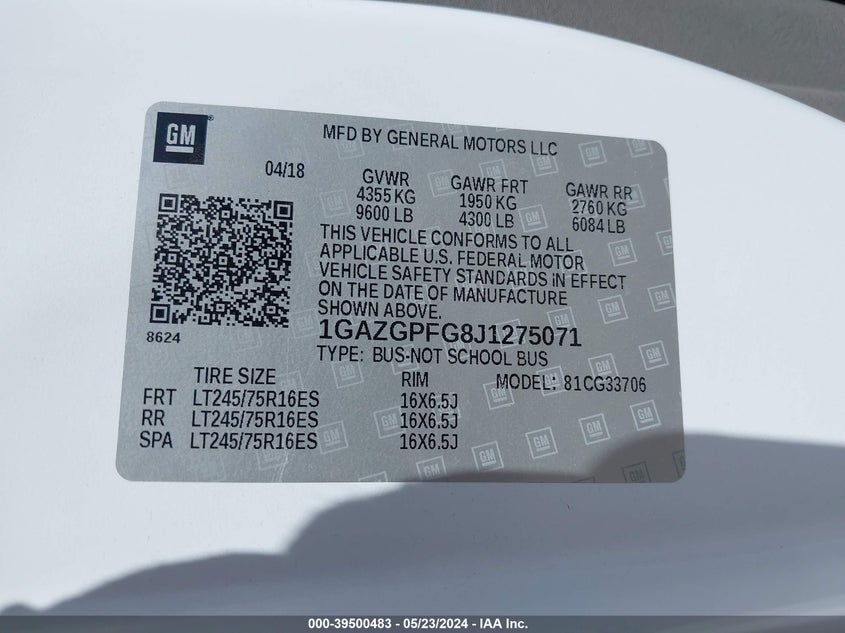 GM
MFD BY GENERAL MOTORS LLC
04/18
GVWR GAWR FRT GAWR RR
4355 KG 1950 KG 2760 KG
9600 LB 4300 LB 6084 LB
THIS VEHICLE CONFORMS TO ALL
APPLICABLE U.S. FEDERAL MOTOR
VEHICLE SAFETY STANDARDS IN EFFECT
ON THE DATE OF MANUFACTURE
SHOWN ABOVE.
8624
1GAZGPFG8J1275071
TYPE: BUS-NOT SCHOOL BUS
TIRE SIZE RIM MODEL: 81CG33706
FRT LT245/75R16ES 16X6.5J
RR LT245/75R16ES 16X6.5J
SPA LT245/75R16ES 16X6.5J
000-39500483 - 05/23/2024 - IAA Inc.